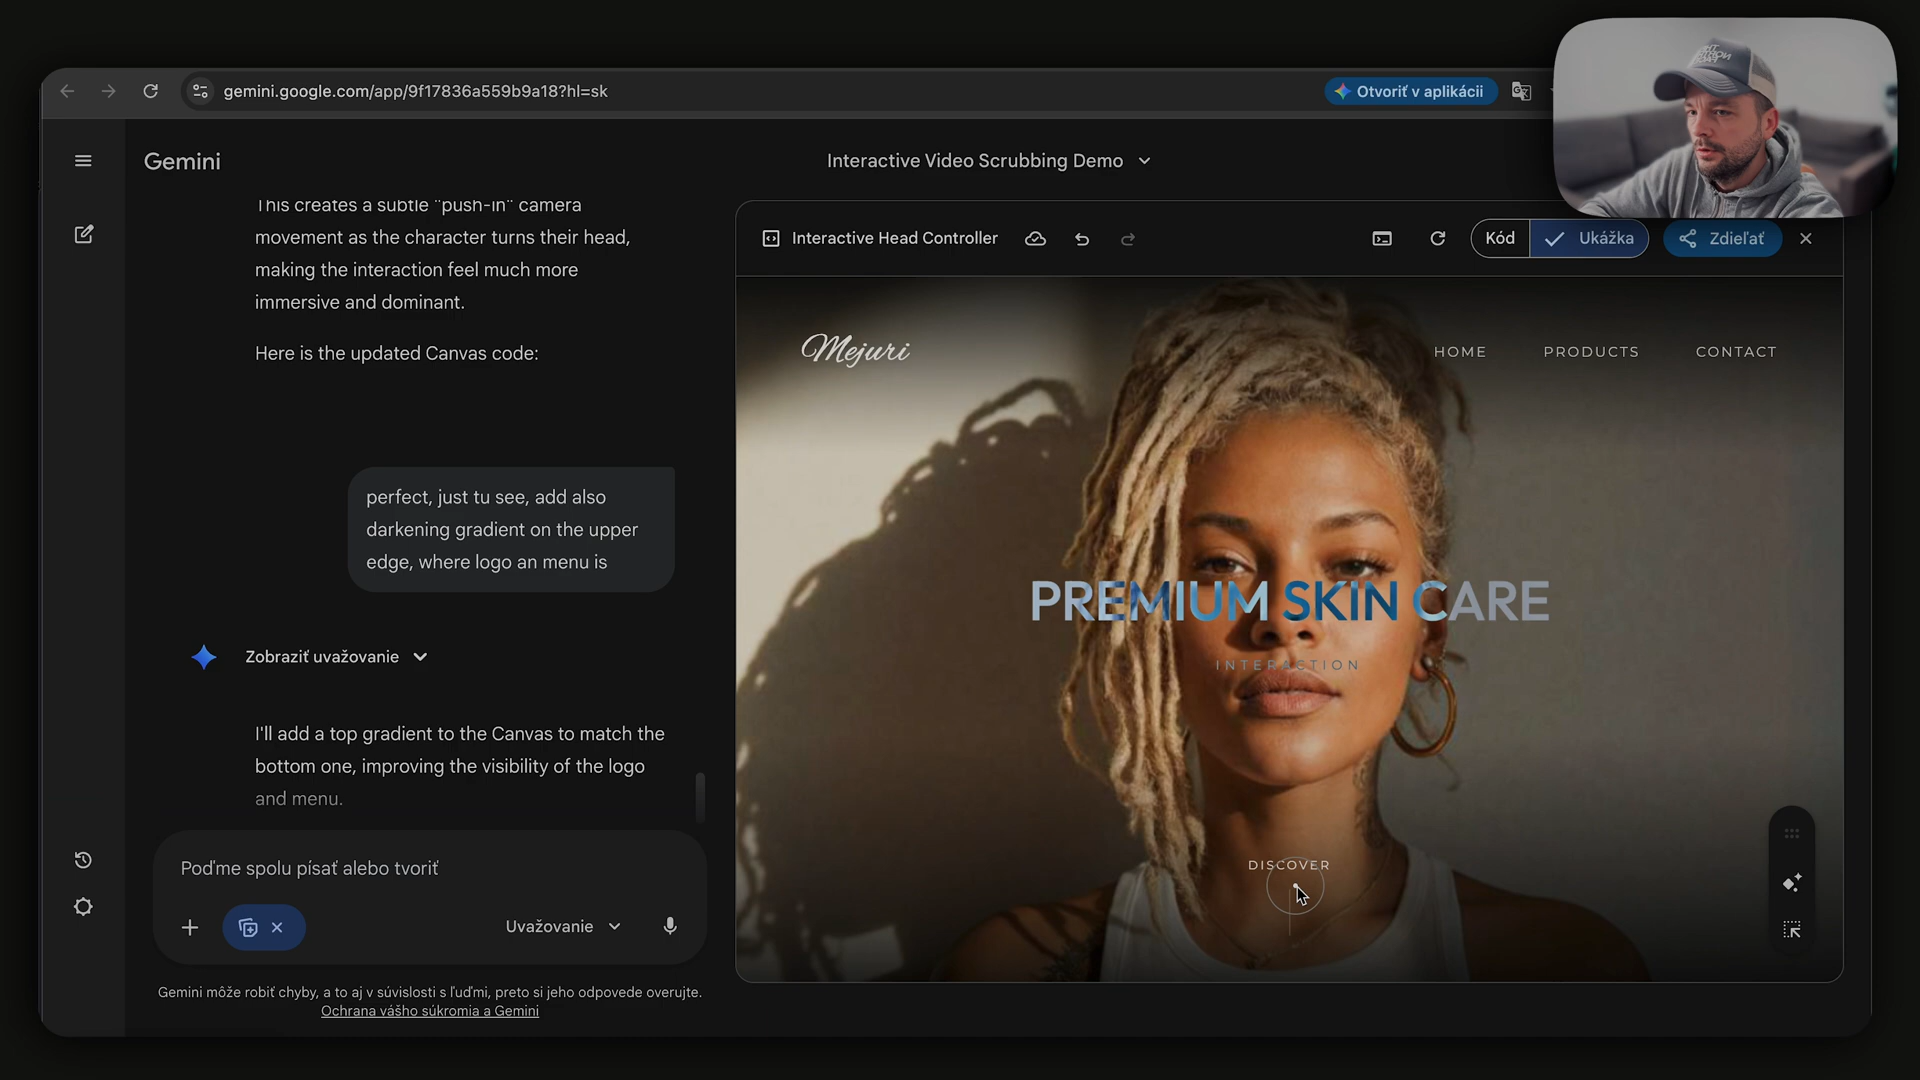 gemini.google.com/app/9f17836a559b9a18?hl=sk
Otvoriť v aplikácii
Gemini
Interactive Video Scrubbing Demo
This creates a subtle "push-in" camera
movement as the character turns their head,
making the interaction feel much more
immersive and dominant.
Here is the updated Canvas code:
perfect, just tu see, add also
darkening gradient on the upper
edge, where logo an menu is
Zobraziť uvažovanie
I'll add a top gradient to the Canvas to match the
bottom one, improving the visibility of the logo
and menu.
Poďme spolu písať alebo tvoriť
Uvažovanie
Gemini môže robiť chyby, a to aj v súvislosti s ľuďmi, preto si jeho odpovede overujte.
Ochrana vášho súkromia a Gemini
Interactive Head Controller
Kód
Ukážka
Zdieľať
Mejuri
HOME
PRODUCTS
CONTACT
PREMIUM SKIN CARE
INTERACTION
DISCOVER